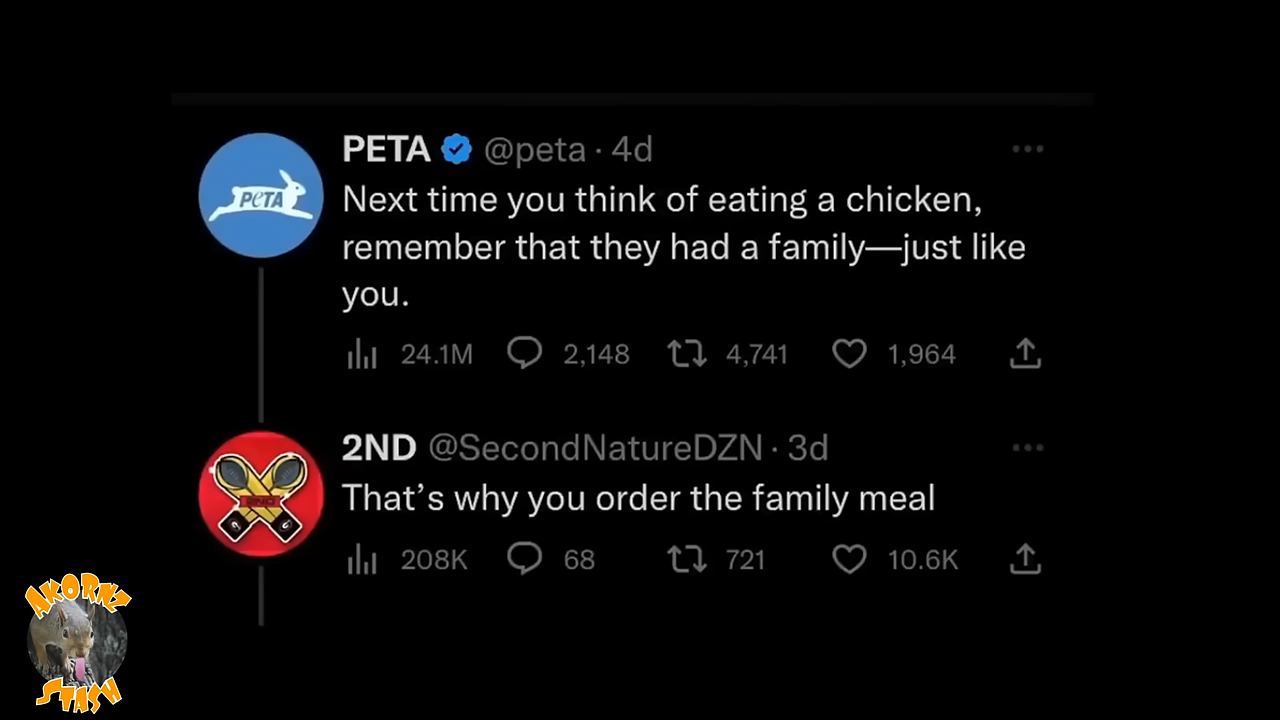 PETA @peta · 4d
PETA
Next time you think of eating a chicken,
remember that they had a family—just like
you.
24.1M 2,148 4,741 1,964
2ND @SecondNatureDZN · 3d
2ND
That’s why you order the family meal
208K 68 721 10.6K
AKORNZ
STASH